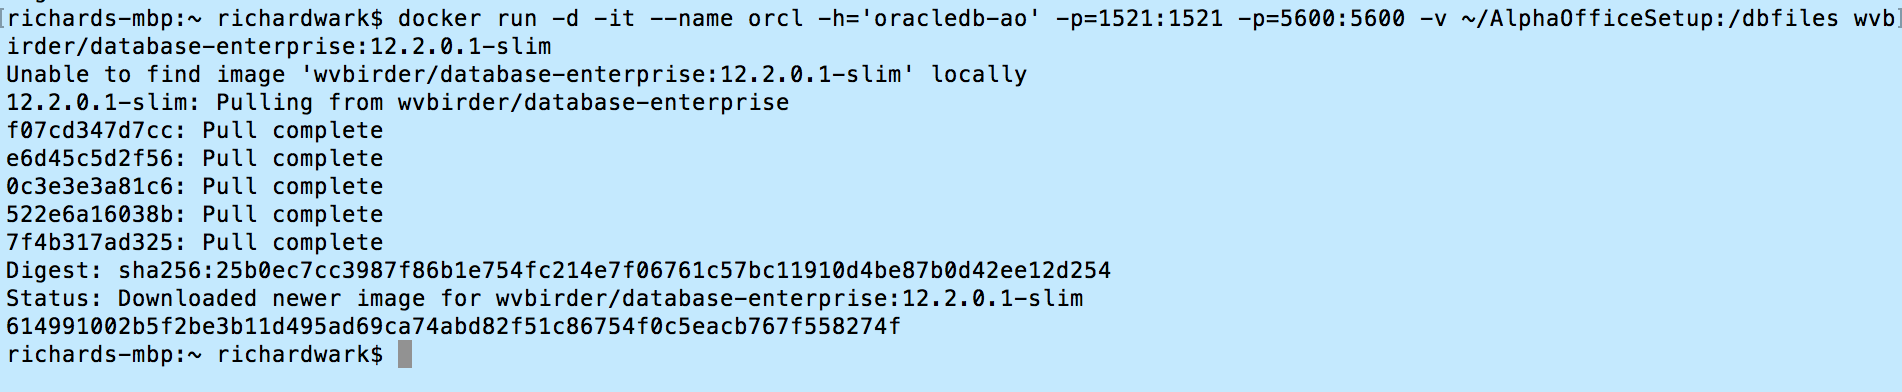 richards-mbp:~ richardwark$ docker run -d -it --name orcl -h='oracledb-ao' -p=1521:1521 -p=5600:5600 -v ~/AlphaOfficeSetup:/dbfiles wvb
irder/database-enterprise:12.2.0.1-slim
Unable to find image 'wvbirder/database-enterprise:12.2.0.1-slim' locally
12.2.0.1-slim: Pulling from wvbirder/database-enterprise
f07cd347d7cc: Pull complete
e6d45c5d2f56: Pull complete
0c3e3e3a81c6: Pull complete
522e6a16038b: Pull complete
7f4b317ad325: Pull complete
Digest: sha256:25b0ec7cc3987f86b1e754fc214e7f06761c57bc11910d4be87b0d42ee12d254
Status: Downloaded newer image for wvbirder/database-enterprise:12.2.0.1-slim
614991002b5f2be3b11d495ad69ca74abd82f51c86754f0c5eacb767f558274f
richards-mbp:~ richardwark$